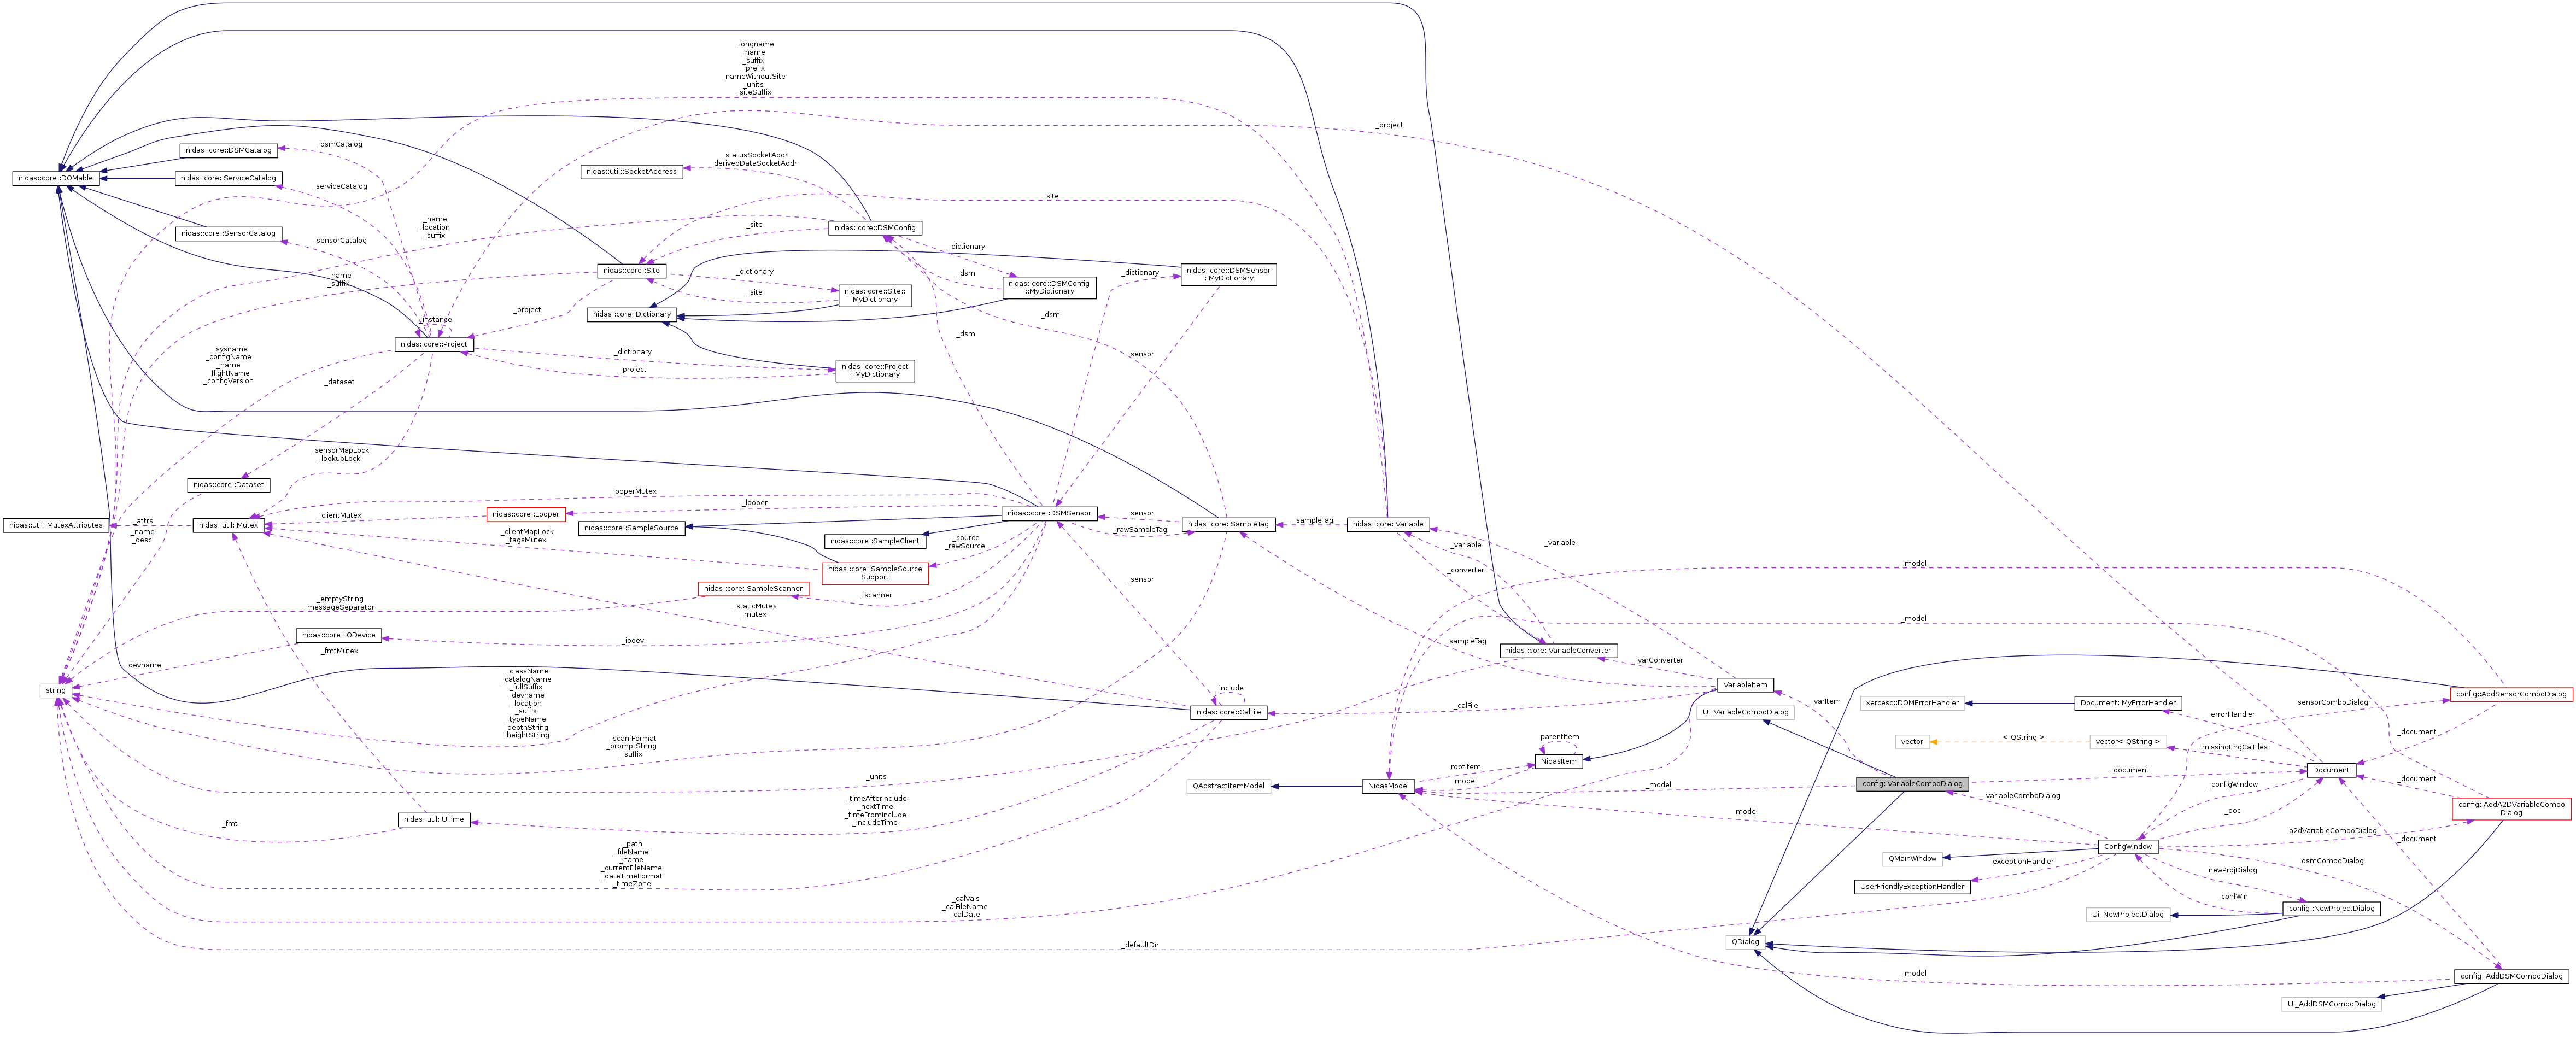 _longname
_name
_suffix
_prefix
_nameWithoutSite
_units
_siteSuffix
_project
nidas::core::DSMCatalog
_dsmCatalog
_statusSocketAddr
_derivedDataSocketAddr
nidas::util::SocketAddress
nidas::core::DOMable
nidas::core::ServiceCatalog
_serviceCatalog
_site
_name
_location
_suffix
nidas::core::SensorCatalog
_sensorCatalog
nidas::core::DSMConfig
_site
_dictionary
nidas::core::Site
_dictionary
_dsm
_dictionary
nidas::core::DSMSensor
::MyDictionary
_name
_suffix
nidas::core::DSMConfig
::MyDictionary
_site
nidas::core::Site::
MyDictionary
_project
nidas::core::Dictionary
_dsm
_instance
_dsm
nidas::core::Project
_sysname
_configName
_name
_flightName
_configVersion
_dictionary
_project
nidas::core::Project
::MyDictionary
_sensor
_dataset
_sensorMapLock
_lookupLock
nidas::core::Dataset
_looperMutex
_looper
nidas::util::MutexAttributes
_attrs
_name
_desc
nidas::util::Mutex
_clientMutex
nidas::core::Looper
_clientMapLock
_tagsMutex
nidas::core::SampleSource
nidas::core::SampleClient
nidas::core::DSMSensor
_source
_rawSource
_sensor
_rawSampleTag
nidas::core::SampleTag
_sampleTag
nidas::core::Variable
_variable
_variable
_converter
_model
nidas::core::SampleSource
Support
nidas::core::SampleScanner
_scanner
_sensor
_emptyString
_messageSeparator
_staticMutex
_mutex
_model
nidas::core::IODevice
_iodev
_fmtMutex
_sampleTag
nidas::core::VariableConverter
_varConverter
_devname
string
_className
_catalogName
_fullSuffix
_devname
_location
_suffix
_typeName
_depthString
_heightString
_include
nidas::core::CalFile
_calFile
VariableItem
_varItem
Ui_VariableComboDialog
xercesc::DOMErrorHandler
Document::MyErrorHandler
errorHandler
sensorComboDialog
config::AddSensorComboDialog
_scanfFormat
_promptString
_suffix
parentItem
NidasItem
vector
< QString >
vector< QString >
_missingEngCalFiles
_document
_units
rootItem
model
Document
_document
QAbstractItemModel
NidasModel
_model
config::VariableComboDialog
_document
_configWindow
_doc
variableComboDialog
config::AddA2DVariableCombo
Dialog
_timeAfterInclude
_nextTime
_timeFromInclude
_includeTime
model
nidas::util::UTime
_fmt
a2dVariableComboDialog
_document
_path
_fileName
_name
_currentFileName
_dateTimeFormat
_timeZone
ConfigWindow
QMainWindow
exceptionHandler
dsmComboDialog
newProjDialog
UserFriendlyExceptionHandler
_confWin
_calVals
_calFileName
_calDate
Ui_NewProjectDialog
config::NewProjectDialog
_defaultDir
QDialog
_model
config::AddDSMComboDialog
Ui_AddDSMComboDialog